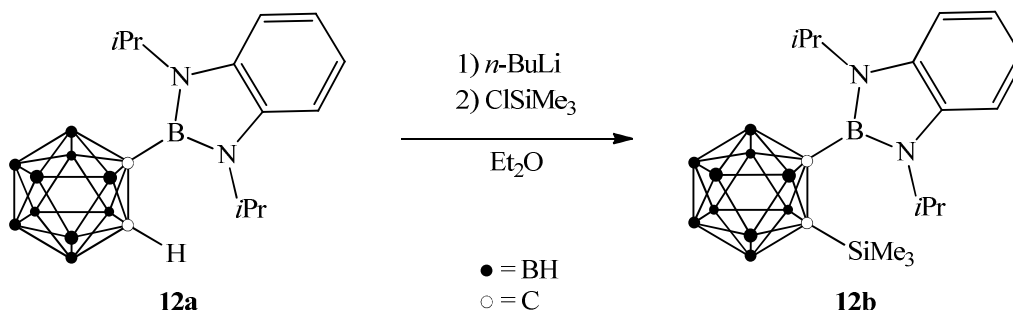 iPr
N
B
N
iPr
H
12a
1) n-BuLi
2) ClSiMe₃
Et₂O
● = BH
○ = C
iPr
N
B
N
iPr
SiMe₃
12b